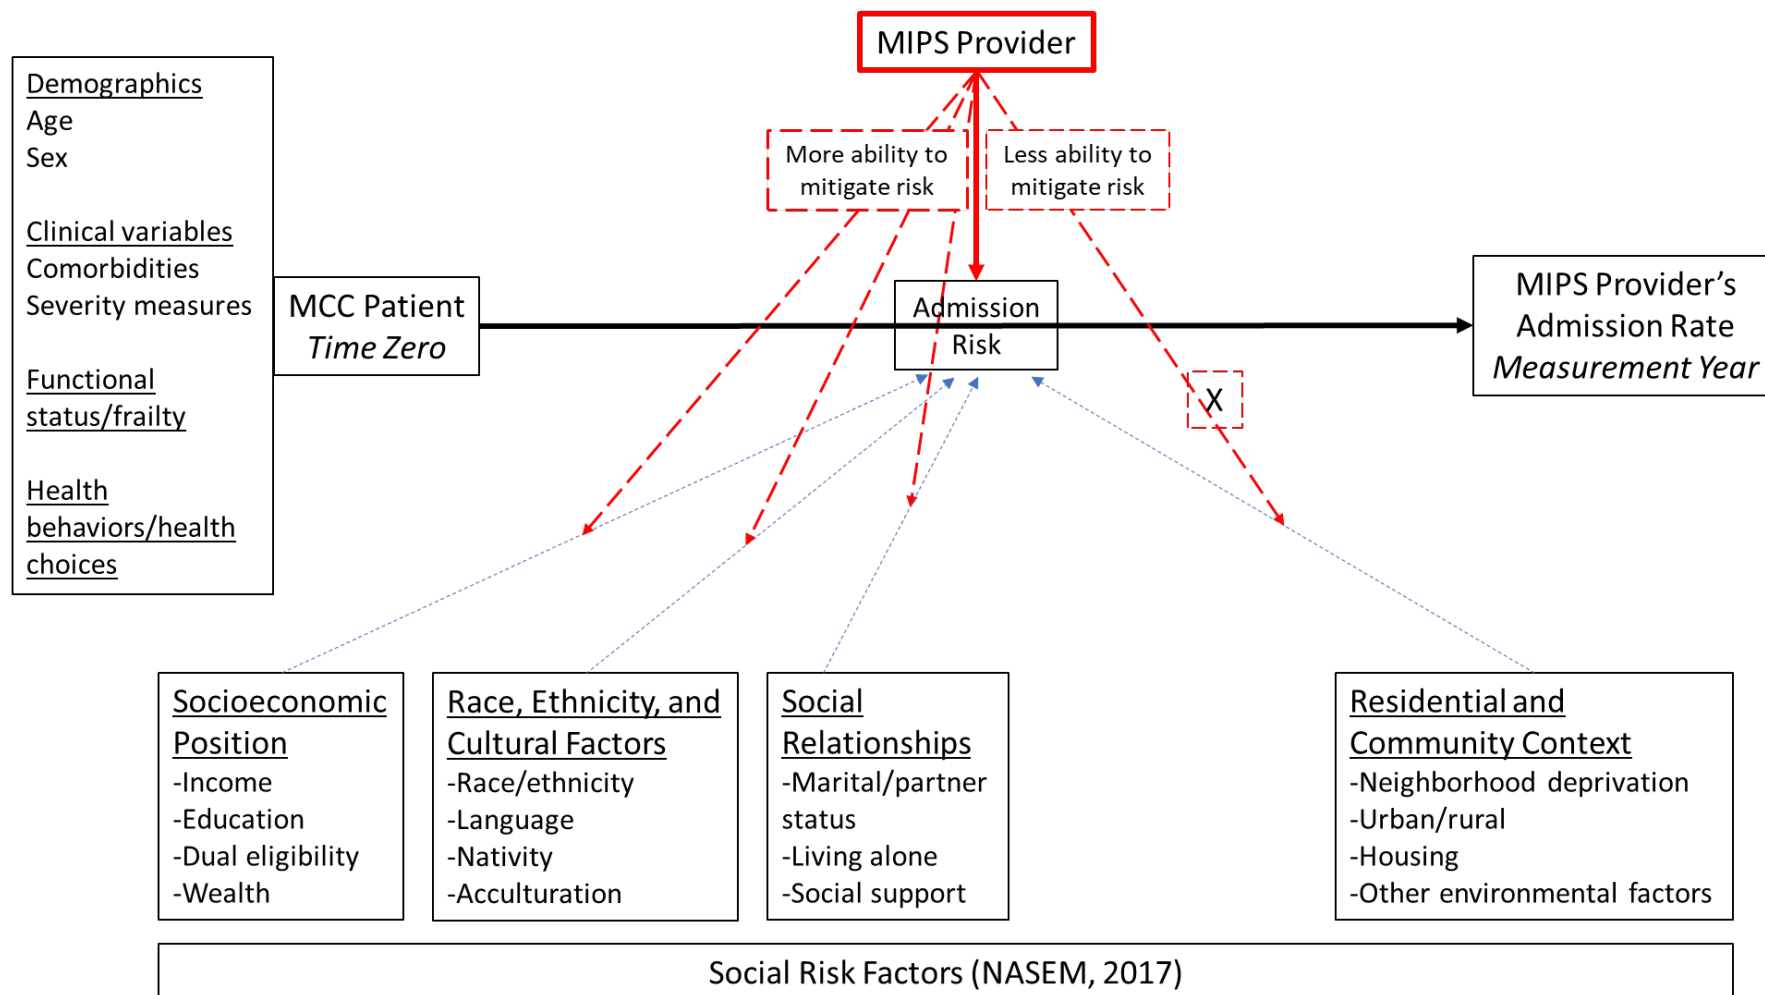 MIPS Provider
Demographics
Age
Sex
Clinical variables
Comorbidities
Severity measures
Functional
status/frailty
Health
behaviors/health
choices
More ability to
mitigate risk
Less ability to
mitigate risk
MCC Patient
Time Zero
Admission
Risk
MIPS Provider’s
Admission Rate
Measurement Year
X
Socioeconomic
Position
-Income
-Education
-Dual eligibility
-Wealth
Race, Ethnicity, and
Cultural Factors
-Race/ethnicity
-Language
-Nativity
-Acculturation
Social
Relationships
-Marital/partner
status
-Living alone
-Social support
Residential and
Community Context
-Neighborhood deprivation
-Urban/rural
-Housing
-Other environmental factors
Social Risk Factors (NASEM, 2017)